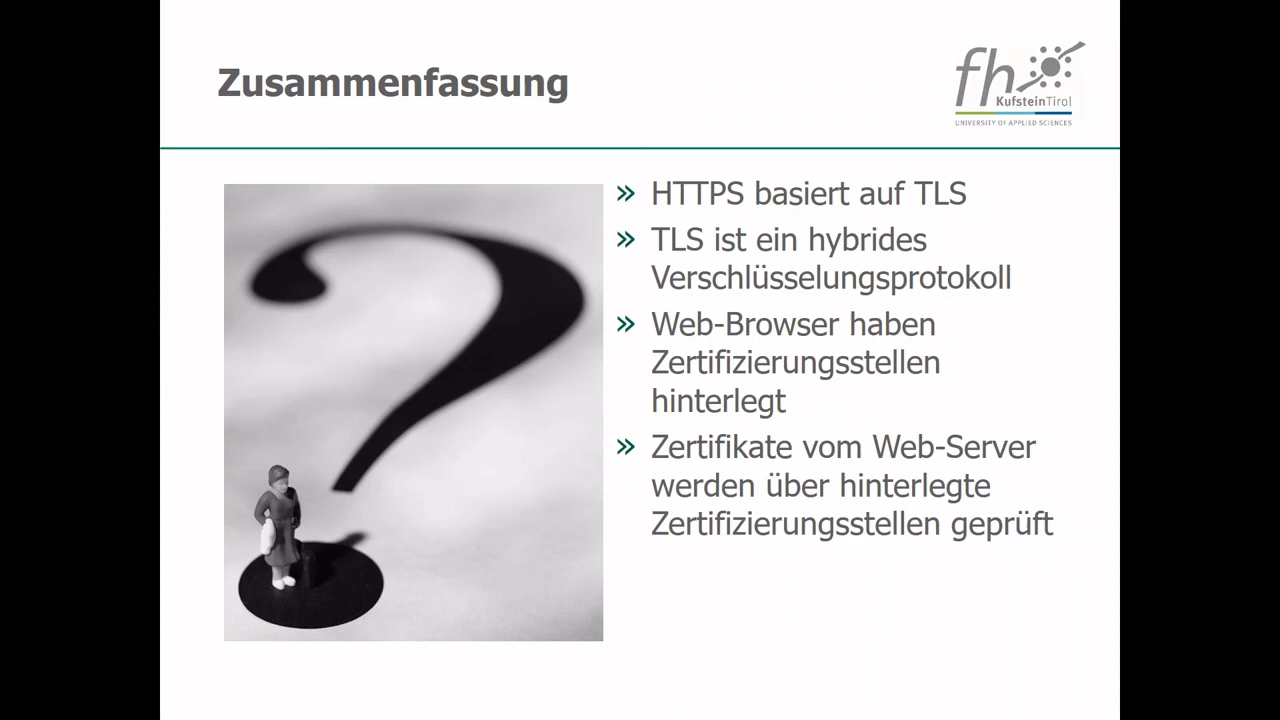 Zusammenfassung
fh
KufsteinTirol
UNIVERSITY OF APPLIED SCIENCES
» HTTPS basiert auf TLS
» TLS ist ein hybrides
Verschlüsselungsprotokoll
» Web-Browser haben
Zertifizierungsstellen
hinterlegt
» Zertifikate vom Web-Server
werden über hinterlegte
Zertifizierungsstellen geprüft